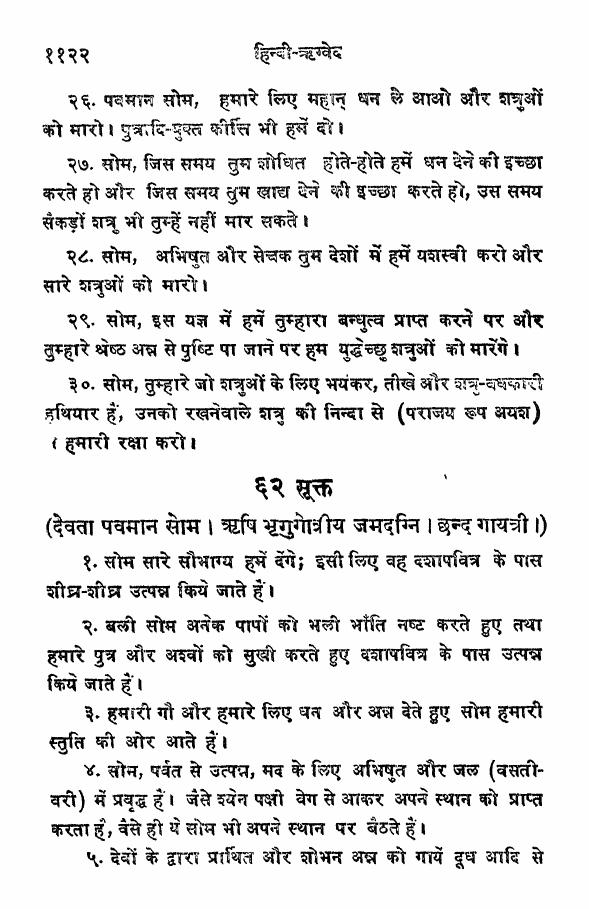 ११२२ हिन्दी-ऋग्वेद
२६. पवमान सोम, हमारे लिए महान् धन ले आओ और शत्रुओं
को मारो। पुत्रादि-युक्त कीर्त्ति भी हमें दो।
२७. सोम, जिस समय तुम शोधित होते-होते हमें धन देने की इच्छा
करते हो और जिस समय तुम खाद्य देने की इच्छा करते हो, उस समय
सैकड़ों शत्रु भी तुम्हें नहीं मार सकते।
२८. सोम, अभिषुत और सेचक तुम देशों में हमें यशस्वी करो और
सारे शत्रुओं को मारो।
२९. सोम, इस यज्ञ में हमें तुम्हारा बन्धुत्व प्राप्त करने पर और
तुम्हारे श्रेष्ठ अन्न से पुष्टि पा जाने पर हम युद्धेच्छु शत्रुओं को मारेंगे।
३०. सोम, तुम्हारे जो शत्रुओं के लिए भयंकर, तीखे और शत्रु-वधकारी
हथियार हैं, उनको रखनेवाले शत्रु की निन्दा से (पराजय रूप अयश)
हमारी रक्षा करो।
६२ सूक्त
(देवता पवमान सोम। ऋषि भृगुगोत्रीय जमदग्नि। छन्द गायत्री।)
१. सोम सारे सौभाग्य हमें देंगे; इसी लिए वह दशापवित्र के पास
शीघ्र-शीघ्र उत्पन्न किये जाते हैं।
२. बली सोम अनेक पापों को भली भाँति नष्ट करते हुए तथा
हमारे पुत्र और अश्वों को सुखी करते हुए दशापवित्र के पास उत्पन्न
किये जाते हैं।
३. हमारी गौ और हमारे लिए धन और अन्न देते हुए सोम हमारी
स्तुति की ओर आते हैं।
४. सोम, पर्वत से उत्पन्न, मद के लिए अभिषुत और जल (वसती-
वरी) में प्रवृद्ध हैं। जैसे श्येन पक्षी वेग से आकर अपने स्थान को प्राप्त
करता है, वैसे ही ये सोम भी अपने स्थान पर बैठते हैं।
५. देवों के द्वारा प्रार्थित और शोभन अन्न को गायें दूध आदि से